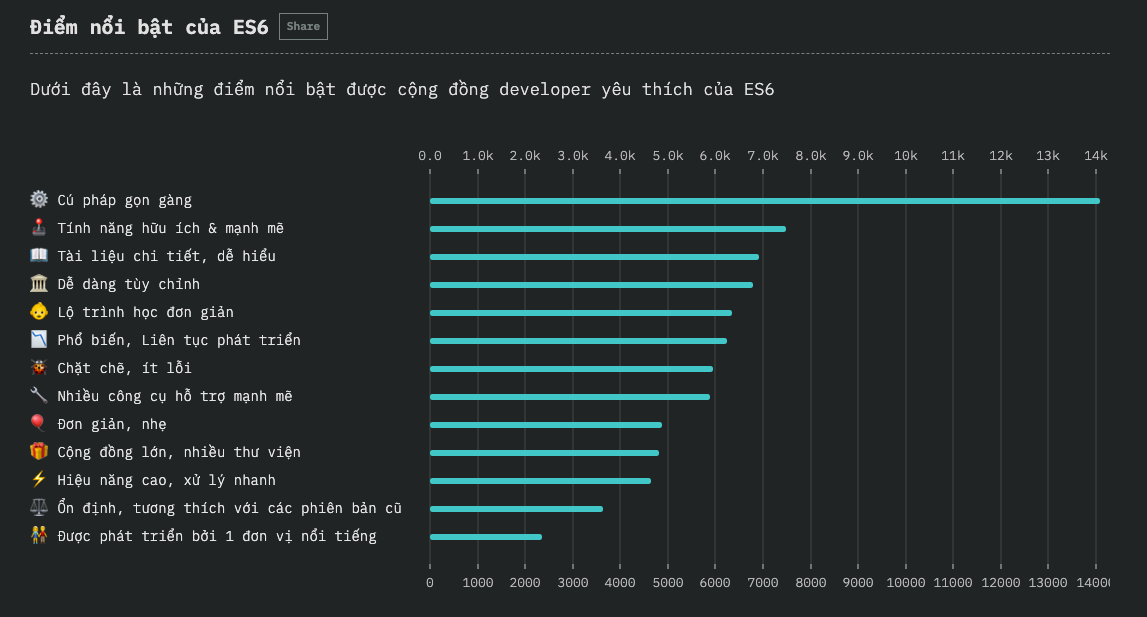 Điểm nổi bật của ES6 Share
Dưới đây là những điểm nổi bật được cộng đồng developer yêu thích của ES6
0.0 1.0k 2.0k 3.0k 4.0k 5.0k 6.0k 7.0k 8.0k 9.0k 10k 11k 12k 13k 14k
Cú pháp gọn gàng
Tính năng hữu ích & mạnh mẽ
Tài liệu chi tiết, dễ hiểu
Dễ dàng tùy chỉnh
Lộ trình học đơn giản
Phổ biến, Liên tục phát triển
Chặt chẽ, ít lỗi
Nhiều công cụ hỗ trợ mạnh mẽ
Đơn giản, nhẹ
Cộng đồng lớn, nhiều thư viện
Hiệu năng cao, xử lý nhanh
Ổn định, tương thích với các phiên bản cũ
Được phát triển bởi 1 đơn vị nổi tiếng
0 1000 2000 3000 4000 5000 6000 7000 8000 9000 10000 11000 12000 13000 14000